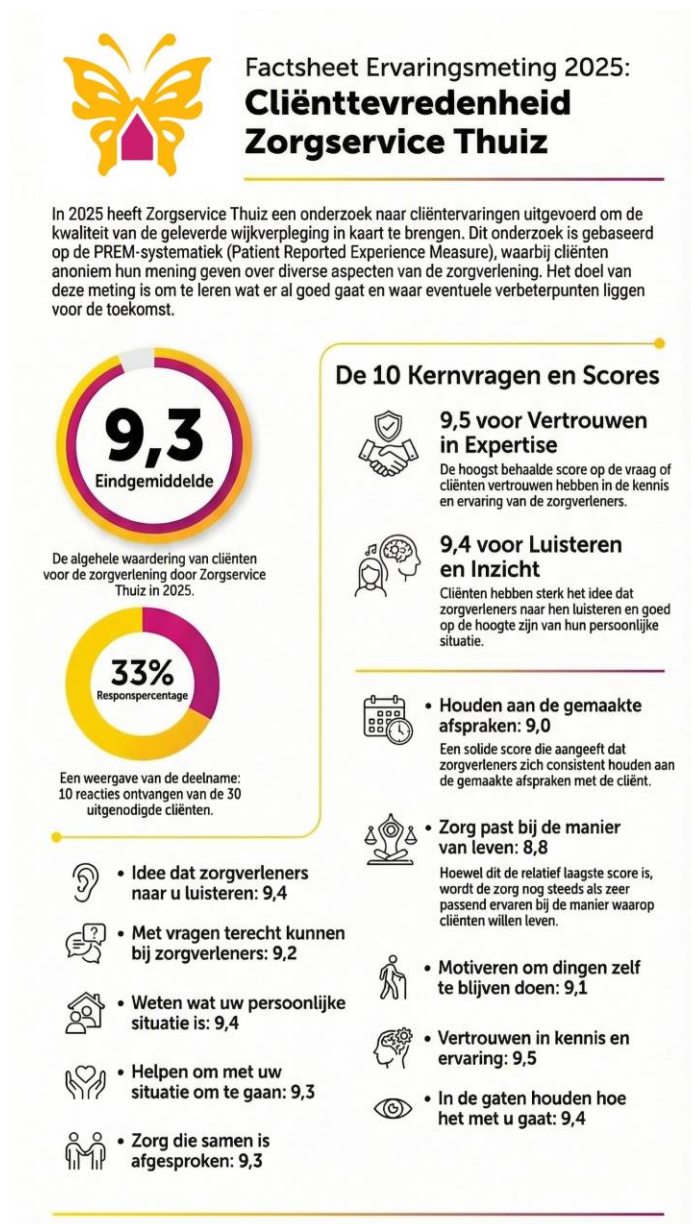 Factsheet Ervaringsmeting 2025:
Cliënttevredenheid
Zorgservice Thuiz
In 2025 heeft Zorgservice Thuiz een onderzoek naar cliëntervaringen uitgevoerd om de
kwaliteit van de geleverde wijkverpleging in kaart te brengen. Dit onderzoek is gebaseerd
op de PREM-systematiek (Patient Reported Experience Measure), waarbij cliënten
anoniem hun mening geven over diverse aspecten van de zorgverlening. Het doel van
deze meting is om te leren wat er al goed gaat en waar eventuele verbeterpunten liggen
voor de toekomst.
9,3
Eindgemiddelde
De algehele waardering van cliënten
voor de zorgverlening door Zorgservice
Thuiz in 2025.
33%
Responspercentage
Een weergave van de deelname:
10 reacties ontvangen van de 30
uitgenodigde cliënten.
De 10 Kernvragen en Scores
9,5 voor Vertrouwen
in Expertise
De hoogst behaalde score op de vraag of
cliënten vertrouwen hebben in de kennis
en ervaring van de zorgverleners.
9,4 voor Luisteren
en Inzicht
Cliënten hebben sterk het idee dat
zorgverleners naar hen luisteren en goed
op de hoogte zijn van hun persoonlijke
situatie.
• Idee dat zorgverleners
naar u luisteren: 9,4
• Met vragen terecht kunnen
bij zorgverleners: 9,2
• Weten wat uw persoonlijke
situatie is: 9,4
• Helpen om met uw
situatie om te gaan: 9,3
• Zorg die samen is
afgesproken: 9,3
• Houden aan de gemaakte
afspraken: 9,0
Een solide score die aangeeft dat
zorgverleners zich consistent houden aan
de gemaakte afspraken met de cliënt.
• Zorg past bij de manier
van leven: 8,8
Hoewel dit de relatief laagste score is,
wordt de zorg nog steeds als zeer
passend ervaren bij de manier waarop
cliënten willen leven.
• Motiveren om dingen zelf
te blijven doen: 9,1
• Vertrouwen in kennis en
ervaring: 9,5
• In de gaten houden hoe
het met u gaat: 9,4